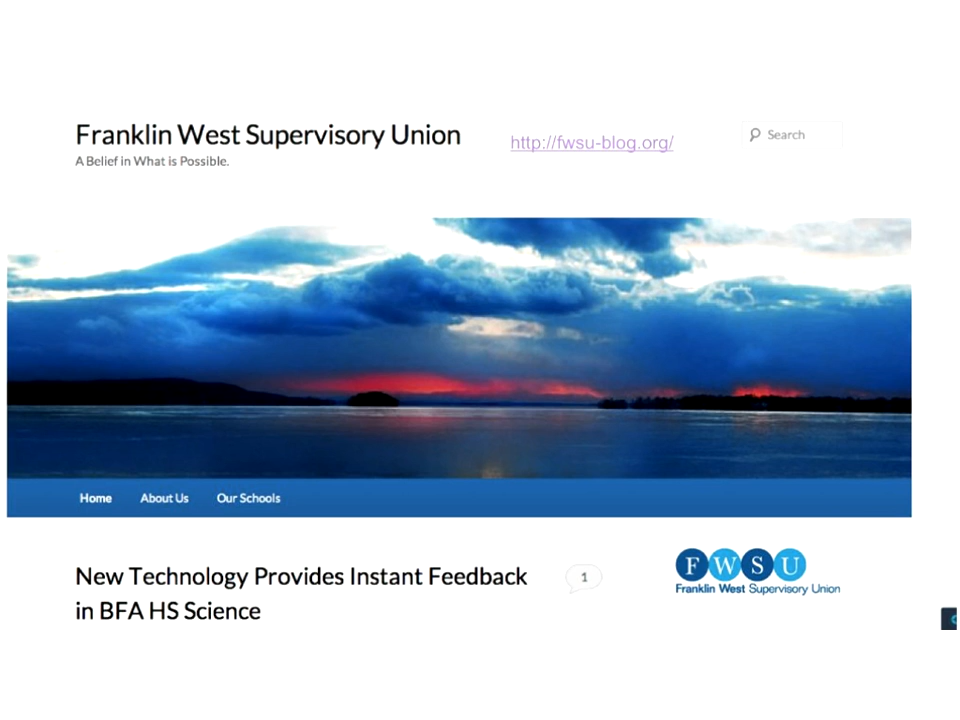 Franklin West Supervisory Union
http://fwsu-blog.org/
Search
A Belief in What is Possible.
Home About Us Our Schools
New Technology Provides Instant Feedback
in BFA HS Science
1
F W S U
Franklin West Supervisory Union